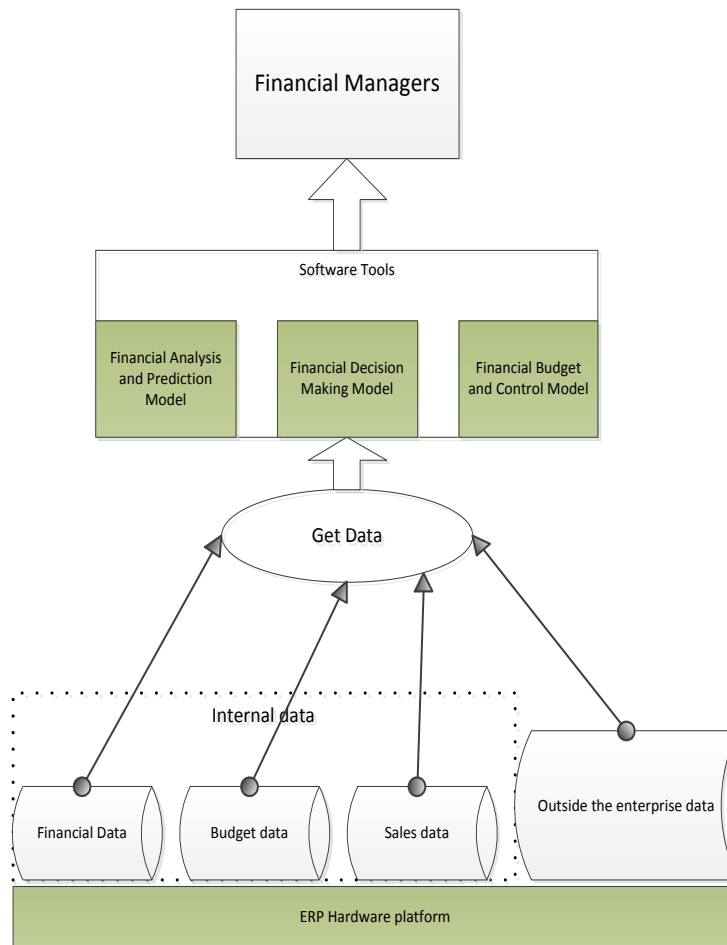 Financial Managers
Software Tools
Financial Analysis
and Prediction
Model
Financial Decision
Making Model
Financial Budget
and Control Model
Get Data
Internal data
Financial Data
Budget data
Sales data
Outside the enterprise data
ERP Hardware platform